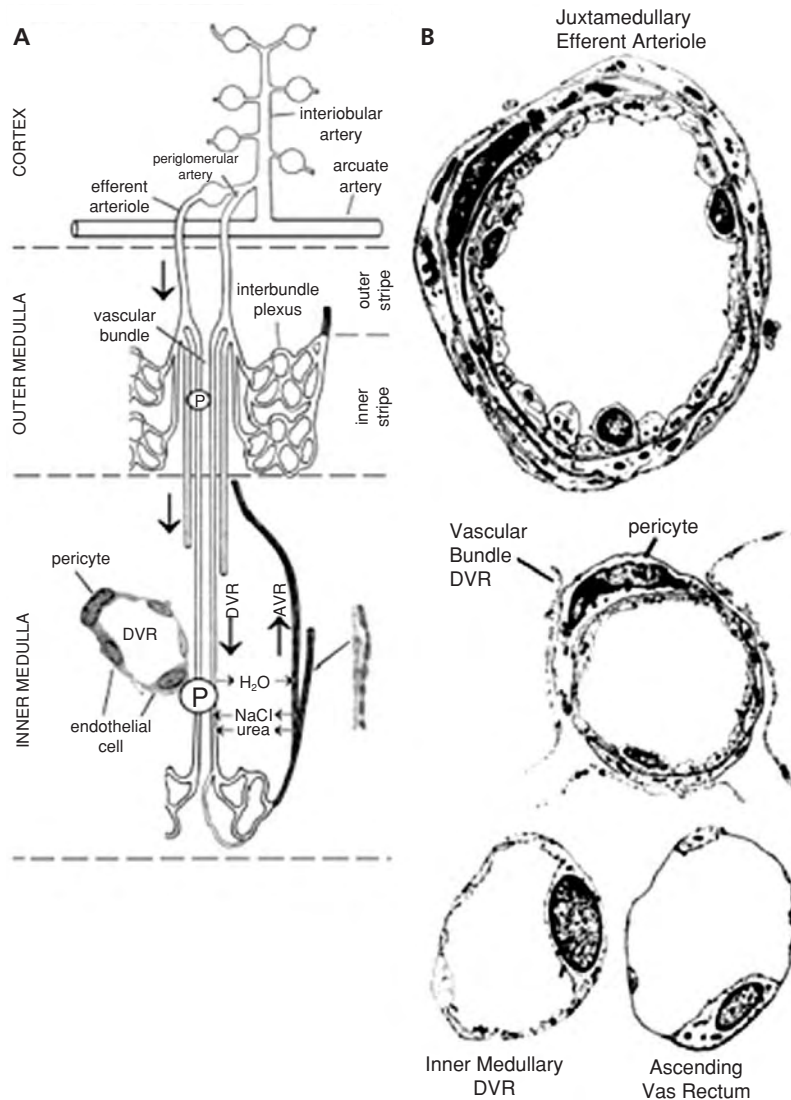 A
CORTEX
interiobular
artery
periglomerular
artery
efferent
arteriole
arcuate
artery
OUTER MEDULLA
vascular
bundle
interbundle
plexus
outer
stripe
inner
stripe
P
INNER MEDULLA
pericyte
DVR
endothelial
cell
DVR
AVR
P
H₂O
NaCl
urea
B
Juxtamedullary
Efferent Arteriole
Vascular
Bundle
DVR
pericyte
Inner Medullary
DVR
Ascending
Vas Rectum